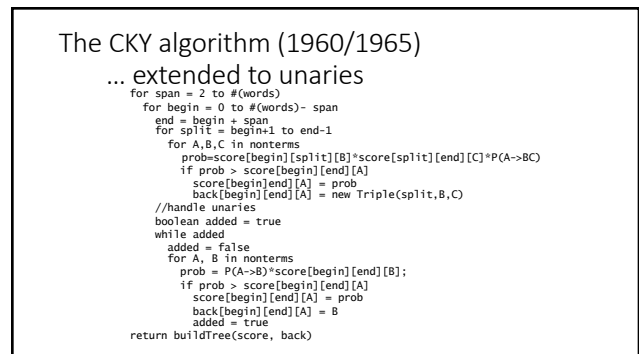 The CKY algorithm (1960/1965)
... extended to unaries
for span = 2 to #(words)
for begin = 0 to #(words)- span
end = begin + span
for split = begin+1 to end-1
for A,B,C in nonterms
prob=score[begin][split][B]*score[split][end][C]*P(A->BC)
if prob > score[begin][end][A]
score[begin]end][A] = prob
back[begin][end][A] = new Triple(split,B,C)
//handle unaries
boolean added = true
while added
added = false
for A, B in nonterms
prob = P(A->B)*score[begin][end][B];
if prob > score[begin][end][A]
score[begin][end][A] = prob
back[begin][end][A] = B
added = true
return buildTree(score, back)